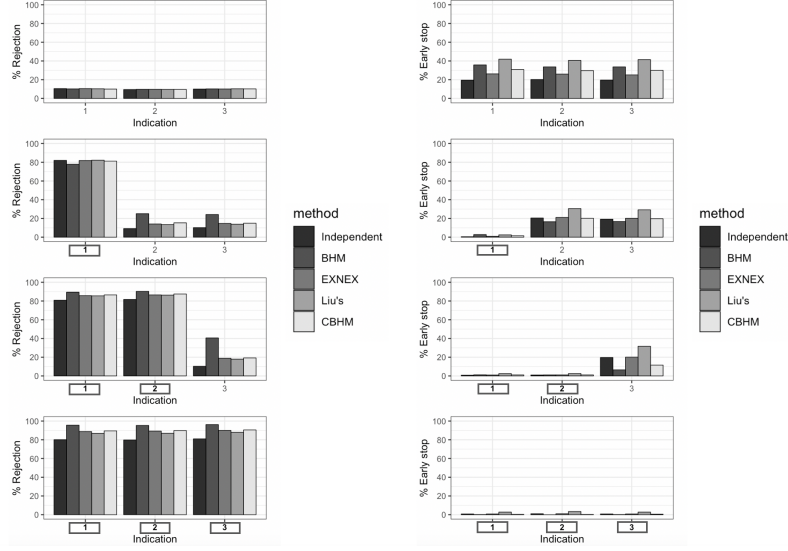 100
80
60
40
20
0
% Rejection
1 2 3
Indication
100
80
60
40
20
0
% Rejection
1 2 3
Indication
100
80
60
40
20
0
% Rejection
1 2 3
Indication
100
80
60
40
20
0
% Rejection
1 2 3
Indication
method
Independent
BHM
EXNEX
Liu's
CBHM
100
80
60
40
20
0
% Early stop
1 2 3
Indication
100
80
60
40
20
0
% Early stop
1 2 3
Indication
100
80
60
40
20
0
% Early stop
1 2 3
Indication
100
80
60
40
20
0
% Early stop
1 2 3
Indication
method
Independent
BHM
EXNEX
Liu's
CBHM